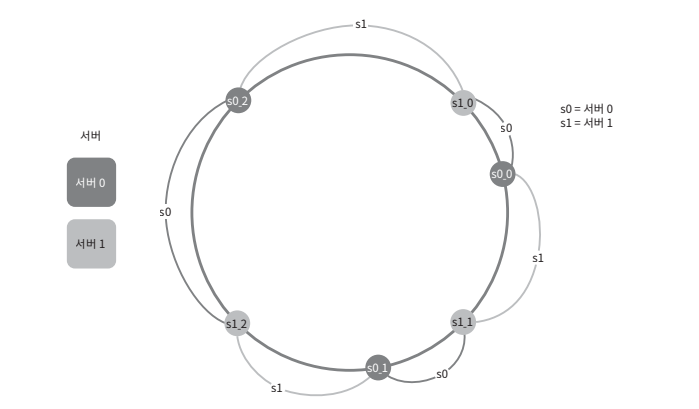 s1
s0_2
s1_0
s0 = 서버 0
s1 = 서버 1
s0
서버
s0_0
서버 0
s0
서버 1
s1
s1_2
s1_1
s0_1
s0
s1